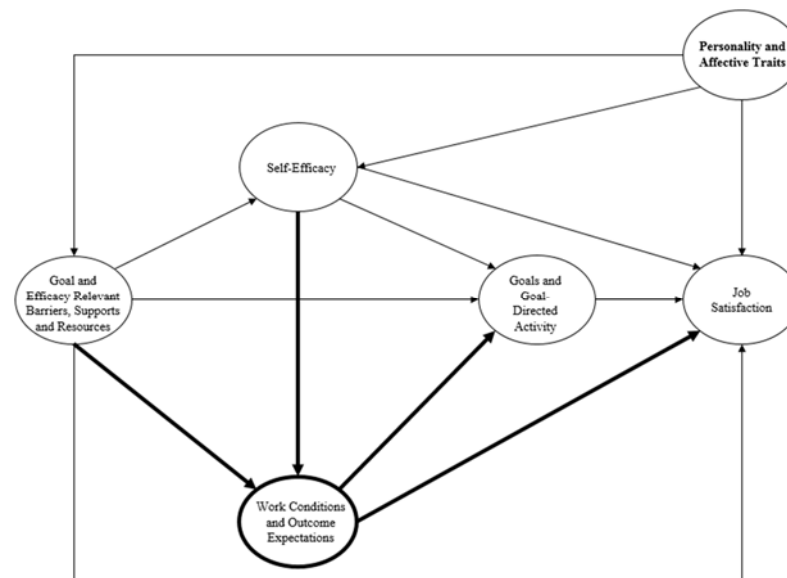 Personality and
Affective Traits
Self-Efficacy
Goal and
Efficacy Relevant
Barriers, Supports
and Resources
Goals and
Goal-
Directed
Activity
Job
Satisfaction
Work Conditions
and Outcome
Expectations